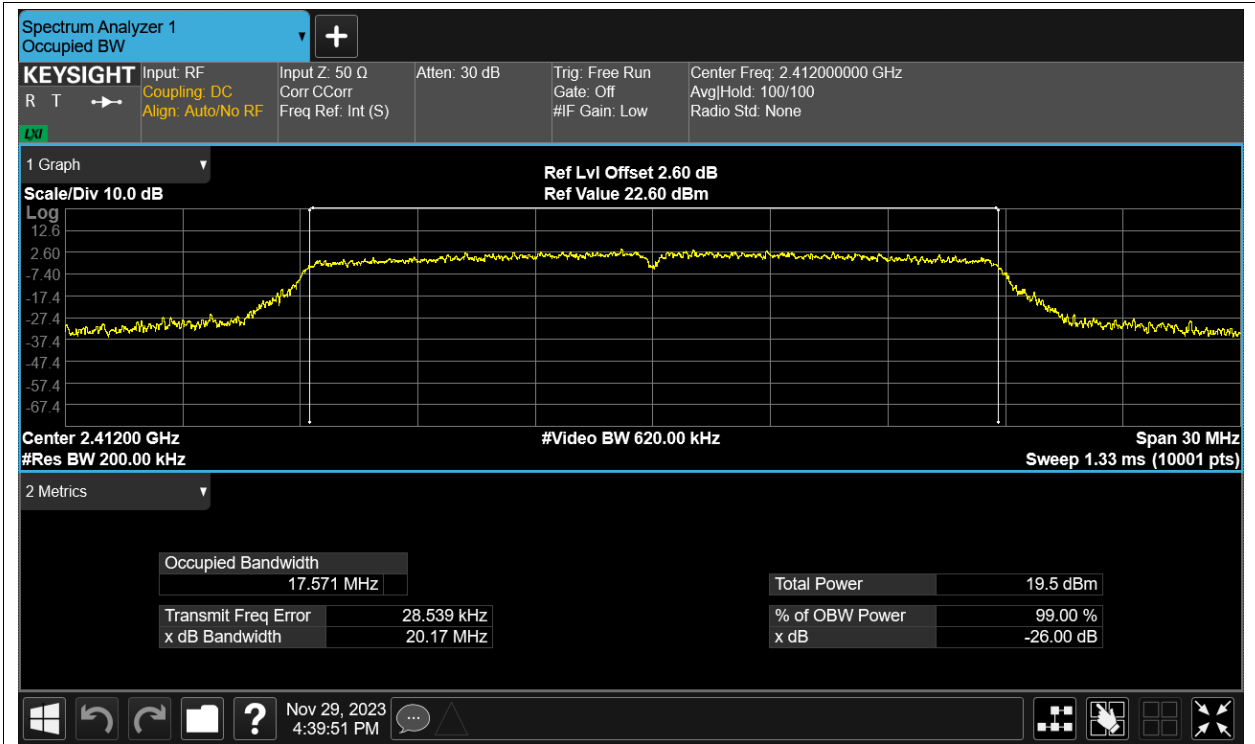 Spectrum Analyzer 1
Occupied BW
KEYSIGHT
R T
LXI
Input: RF
Coupling: DC
Align: Auto/No RF
Input Z: 50 Ω
Corr CCorr
Freq Ref: Int (S)
Atten: 30 dB
Trig: Free Run
Gate: Off
#IF Gain: Low
Center Freq: 2.412000000 GHz
Avg|Hold: 100/100
Radio Std: None
1 Graph
Scale/Div 10.0 dB
Ref Lvl Offset 2.60 dB
Ref Value 22.60 dBm
Log
12.6
2.60
-7.40
-17.4
-27.4
-37.4
-47.4
-57.4
-67.4
Center 2.41200 GHz
#Video BW 620.00 kHz
Span 30 MHz
#Res BW 200.00 kHz
Sweep 1.33 ms (10001 pts)
2 Metrics
Occupied Bandwidth
17.571 MHz
Transmit Freq Error 28.539 kHz
x dB Bandwidth 20.17 MHz
Total Power 19.5 dBm
% of OBW Power 99.00 %
x dB -26.00 dB
?
Nov 29, 2023
4:39:51 PM